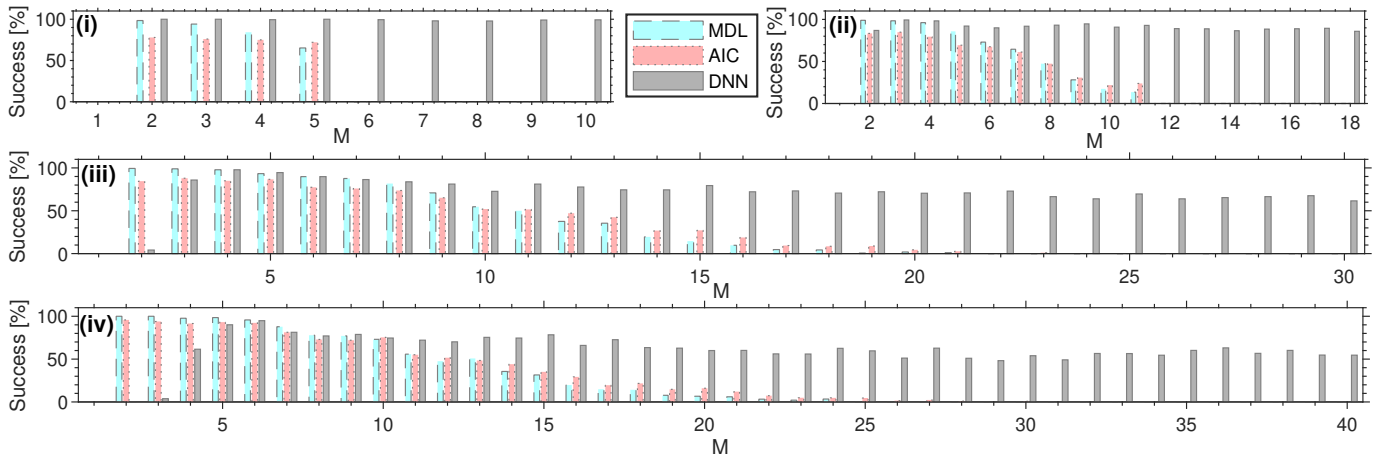 (i)
Success [%]
100
50
0
1 2 3 4 5 6 7 8 9 10
M
MDL
AIC
DNN
(ii)
Success [%]
100
50
0
2 4 6 8 10 12 14 16 18
M
(iii)
Success [%]
100
50
0
5 10 15 20 25 30
M
(iv)
Success [%]
100
50
0
5 10 15 20 25 30 35 40
M